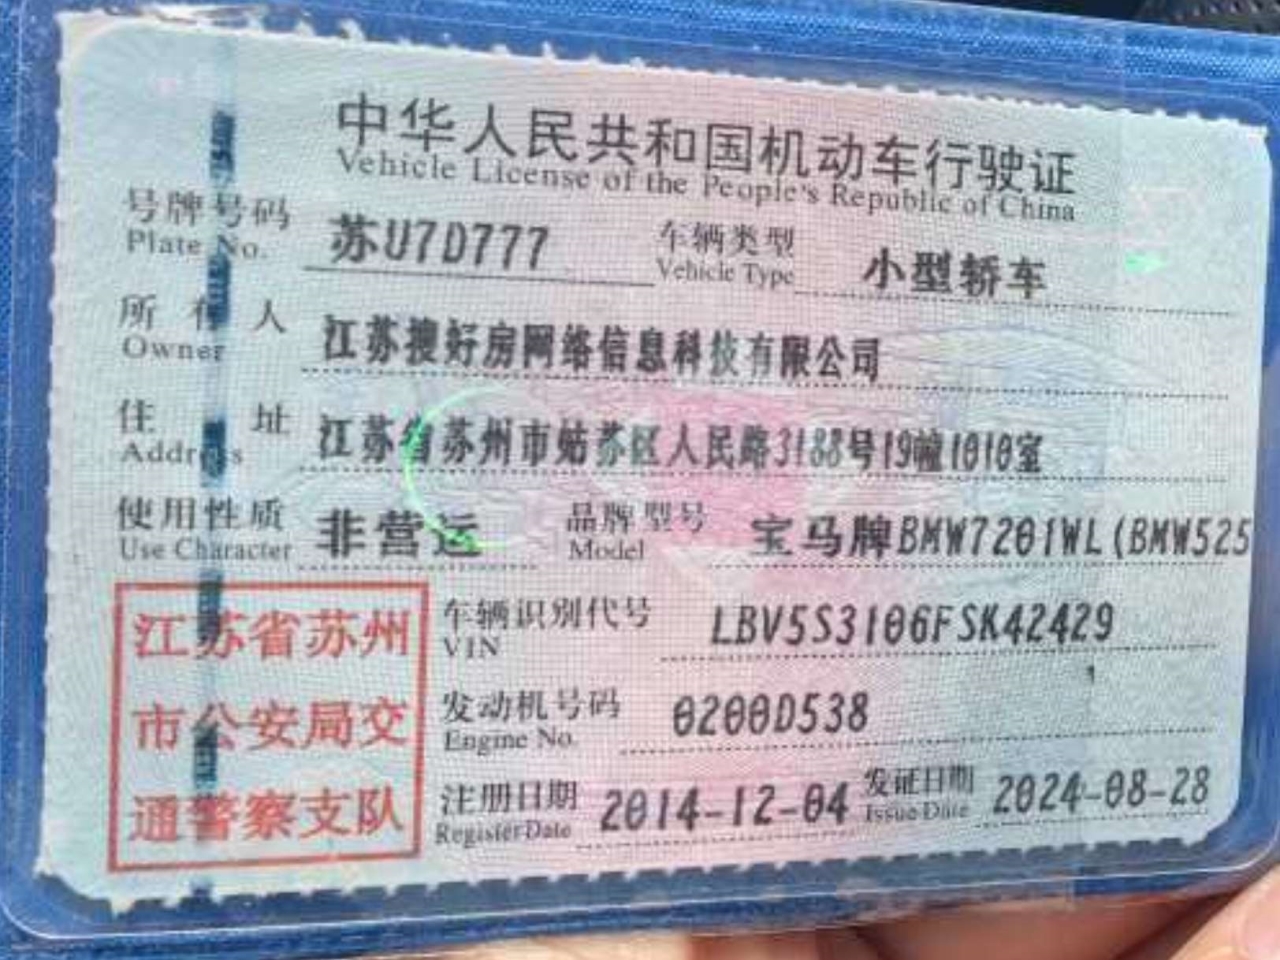 中华人民共和国机动车行驶证
Vehicle License of the People's Republic of China
号牌号码 苏U7D777 车辆类型 小型轿车
Plate No. Vehicle Type
所有人 江苏搜好房网络信息科技有限公司
Owner
住址 江苏省苏州市姑苏区人民路3188号19幢1010室
Address
使用性质 非营运 品牌型号 宝马牌BMW7201WL(BMW525
Use Character Model
江苏省苏州
市公安局交
通警察支队
车辆识别代号 LBV5S3106FSK42429
VIN
发动机号码 0200D538
Engine No.
注册日期 2014-12-04 发证日期 2024-08-28
Register Date Issue Date